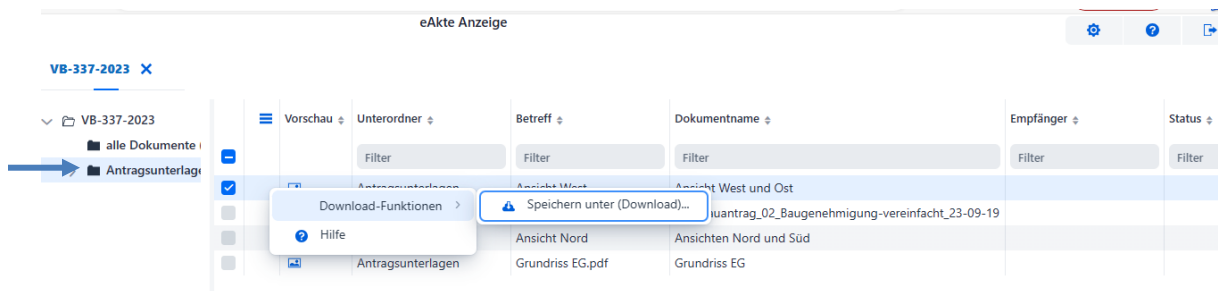 eAkte Anzeige
VB-337-2023
VB-337-2023
alle Dokumente
Antragsunterlage
Vorschau Unterordner Betreff Dokumentname Empfänger Status
Filter Filter Filter Filter Filter
Antragsunterlagen Ansicht West Ansicht West und Ost
Download-Funktionen Speichern unter (Download)...
uantrag_02_Baugenehmigung-vereinfacht_23-09-19
Hilfe
Ansicht Nord Ansichten Nord und Süd
Antragsunterlagen Grundriss EG.pdf Grundriss EG